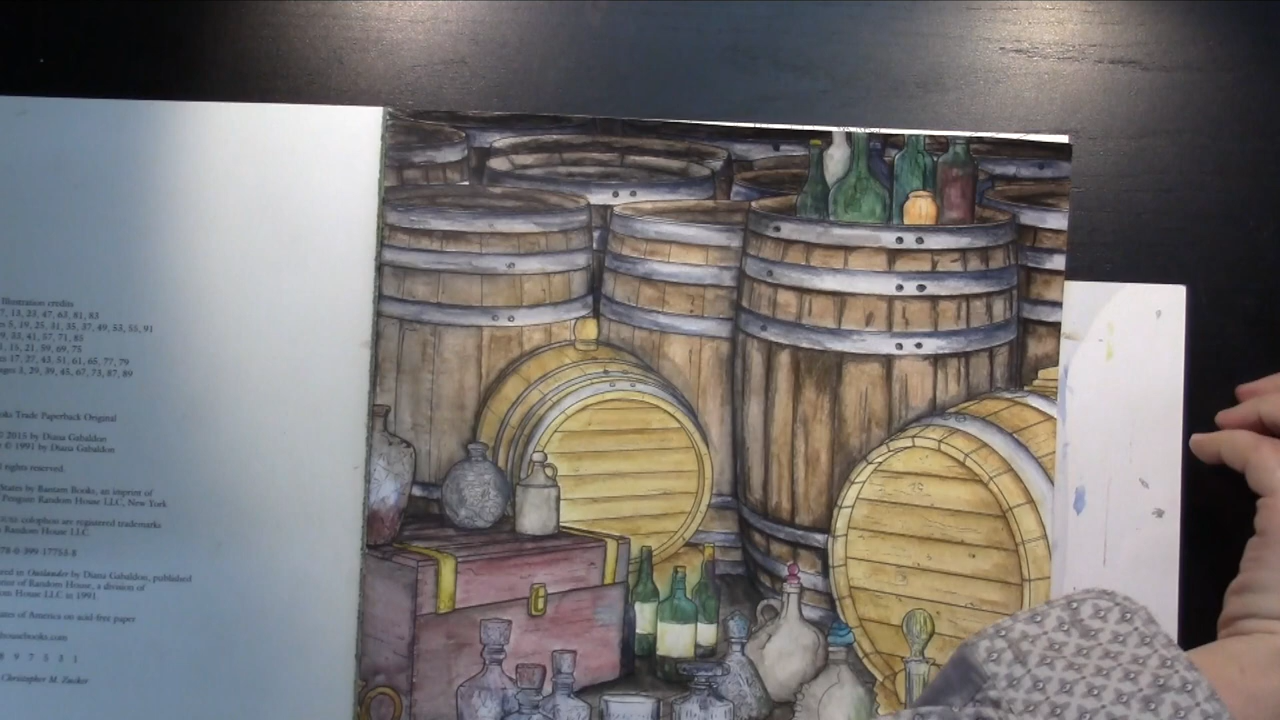 Illustration credits
7, 13, 23, 47, 63, 81, 83
s 5, 19, 25, 31, 35, 37, 49, 53, 55, 91
9, 33, 41, 57, 71, 85
, 15, 21, 59, 69, 75
s 17, 27, 43, 51, 61, 65, 77, 79
ages 3, 29, 39, 45, 67, 73, 87, 89
oks Trade Paperback Original
© 2015 by Diana Gabaldon
© 1991 by Diana Gabaldon
l rights reserved.
States by Bantam Books, an imprint of
Penguin Random House LLC, New York
colophon are registered trademarks
Random House LLC
78-0-399-17753-8
ed in Outlander by Diana Gabaldon, published
of Random House, a division of
om House LLC in 1991
ates of America on acid-free paper
housebooks.com
8 9 7 5 3 1
Christopher M. Zucker